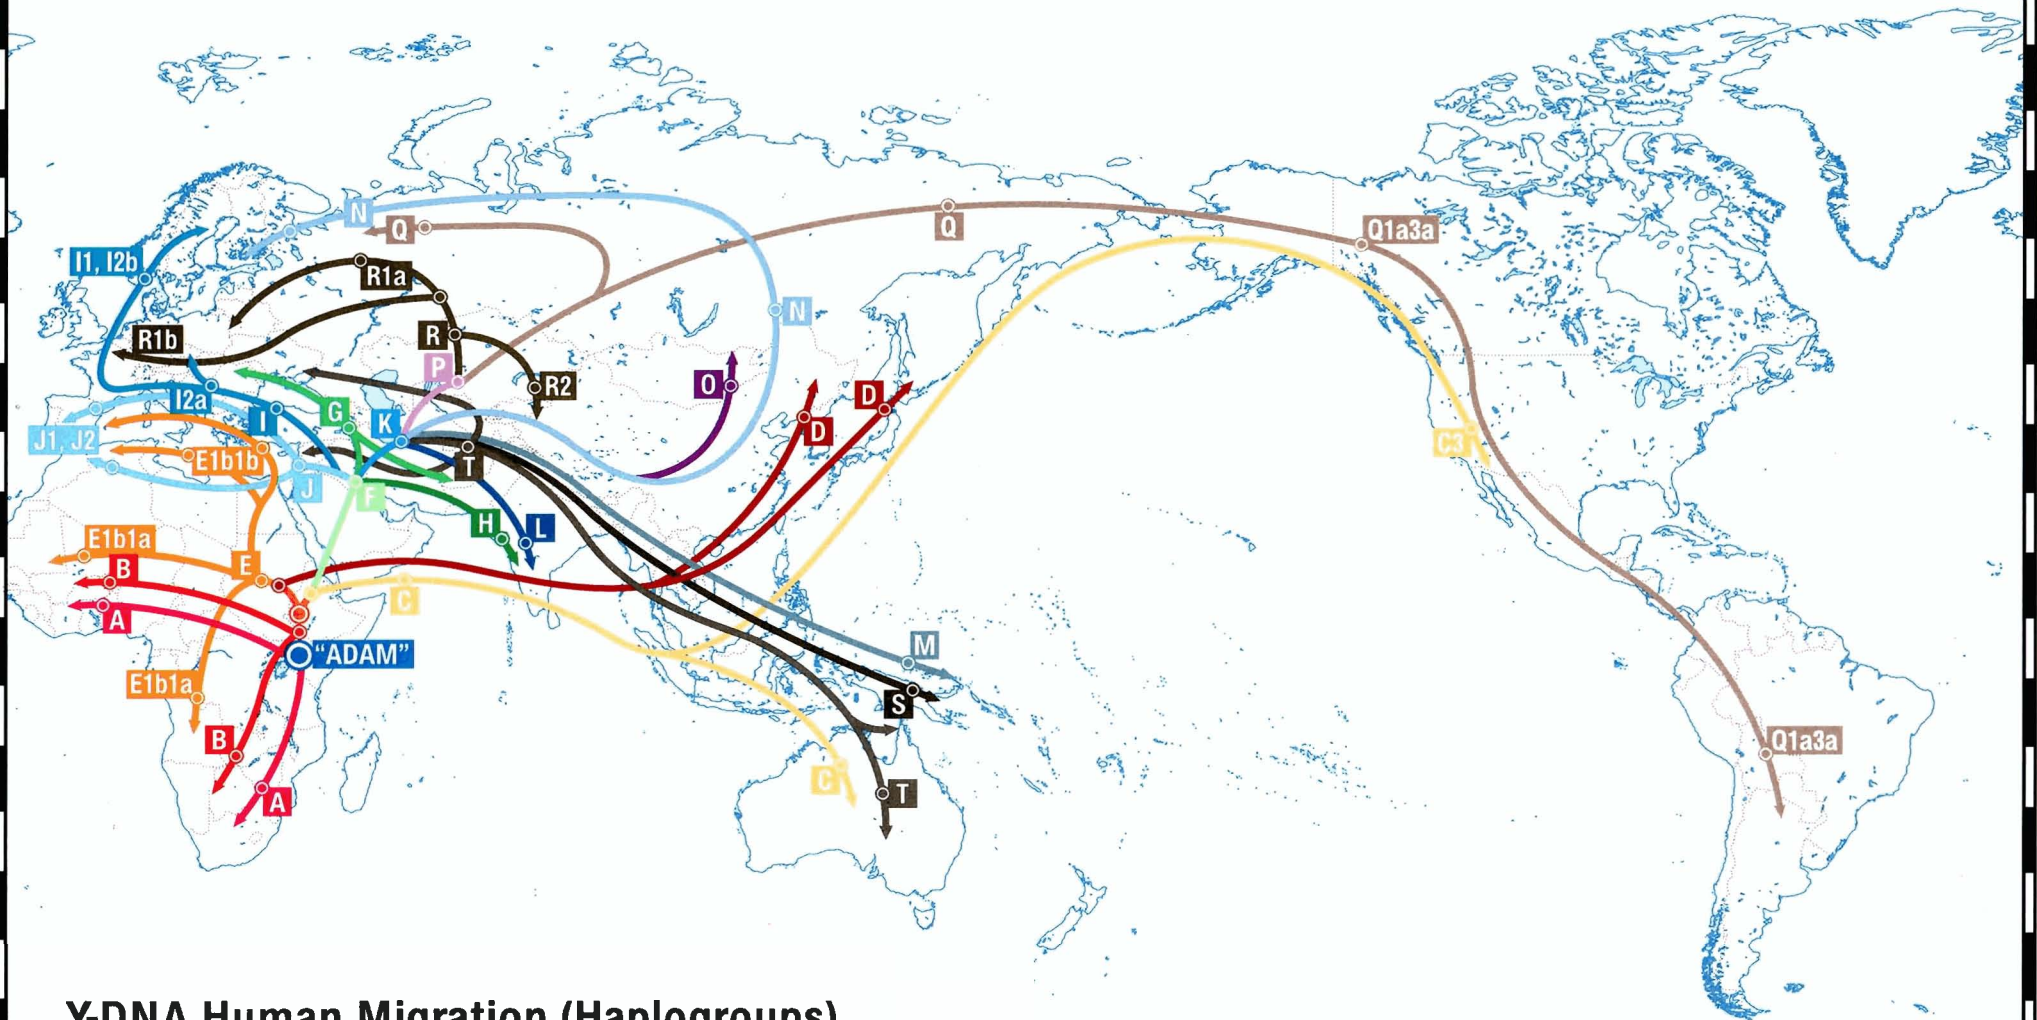 N
Q
Q
Q1a3a
I1, I2b
R1a
N
R1b
R
P
R2
O
D
I2a
G
I
K
D
J1, J2
E1b1b
T
C3
J
F
H
L
E1b1a
B
E
A
C
"ADAM"
M
E1b1a
S
B
Q1a3a
C
T
A
Y-DNA Human Migration (Haplogroups)